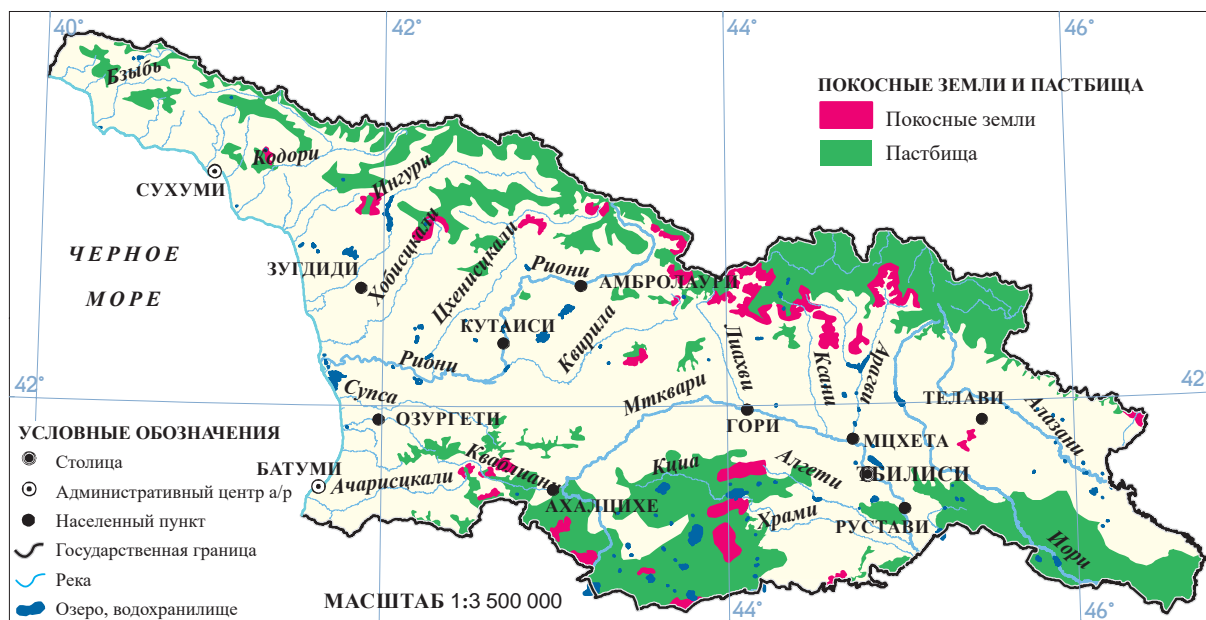 40°
42°
44°
46°
Бзыбь
ПОКОСНЫЕ ЗЕМЛИ И ПАСТБИЩА
Покосные земли
Пастбища
Кодори
СУХУМИ
Ингури
ЧЕРНОЕ
МОРЕ
ЗУГДИДИ
Хобисцкали
Цхенисцкали
Риони
АМБРОЛАУРИ
КУТАИСИ
Квирила
Лиахви
Ксани
Арагви
Риони
42°
42°
Супса
Мтквари
ТЕЛАВИ
Алазани
ОЗУРГЕТИ
ГОРИ
МЦХЕТА
УСЛОВНЫЕ ОБОЗНАЧЕНИЯ
Столица
Административный центр а/р
Населенный пункт
Государственная граница
Река
Озеро, водохранилище
БАТУМИ
Ачарисцкали
Кваблиани
АХАЛЦИХЕ
Кциа
Алгети
БИЛИСИ
Храми
РУСТАВИ
Иори
МАСШТАБ 1:3 500 000
44°
46°